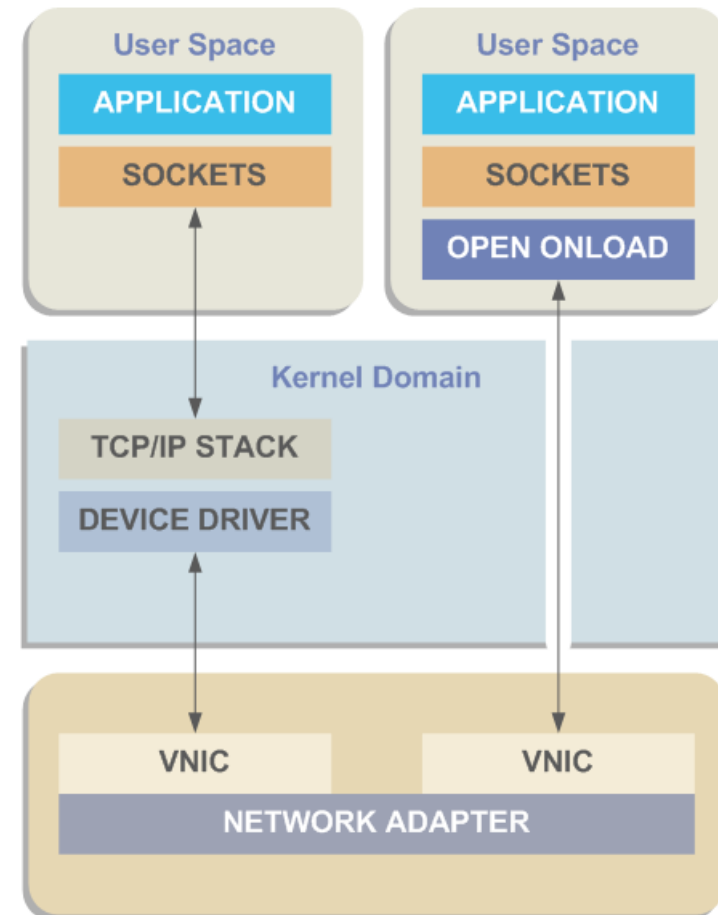 User Space
APPLICATION
SOCKETS
User Space
APPLICATION
SOCKETS
OPEN ONLOAD
Kernel Domain
TCP/IP STACK
DEVICE DRIVER
VNIC
VNIC
NETWORK ADAPTER